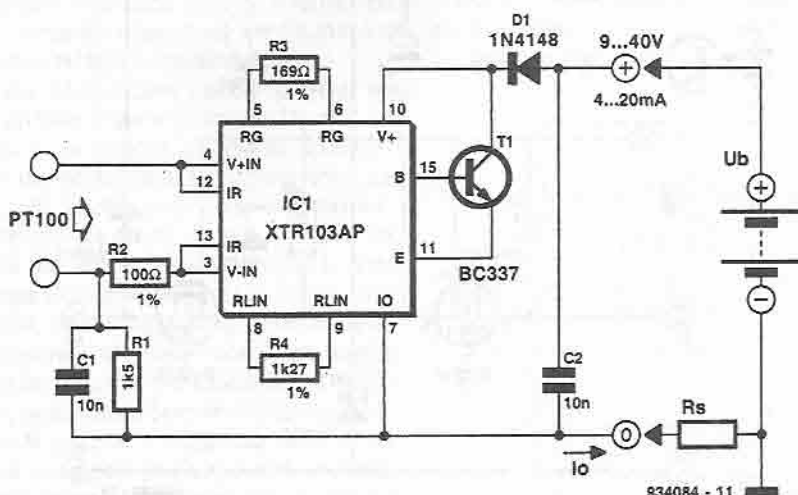 D1
1N4148
9...40V
4...20mA
R3
169Ω
1%
5
6
10
RG
RG
V+
4
V+IN
12
IR
B
15
T1
Ub
IC1
XTR103AP
PT100
R2
100Ω
1%
13
IR
3
V-IN
E
11
BC337
RLIN
RLIN
IO
8
9
7
C1
10n
R1
1k5
R4
1k27
1%
C2
10n
Io
0
Rs
934084 - 11